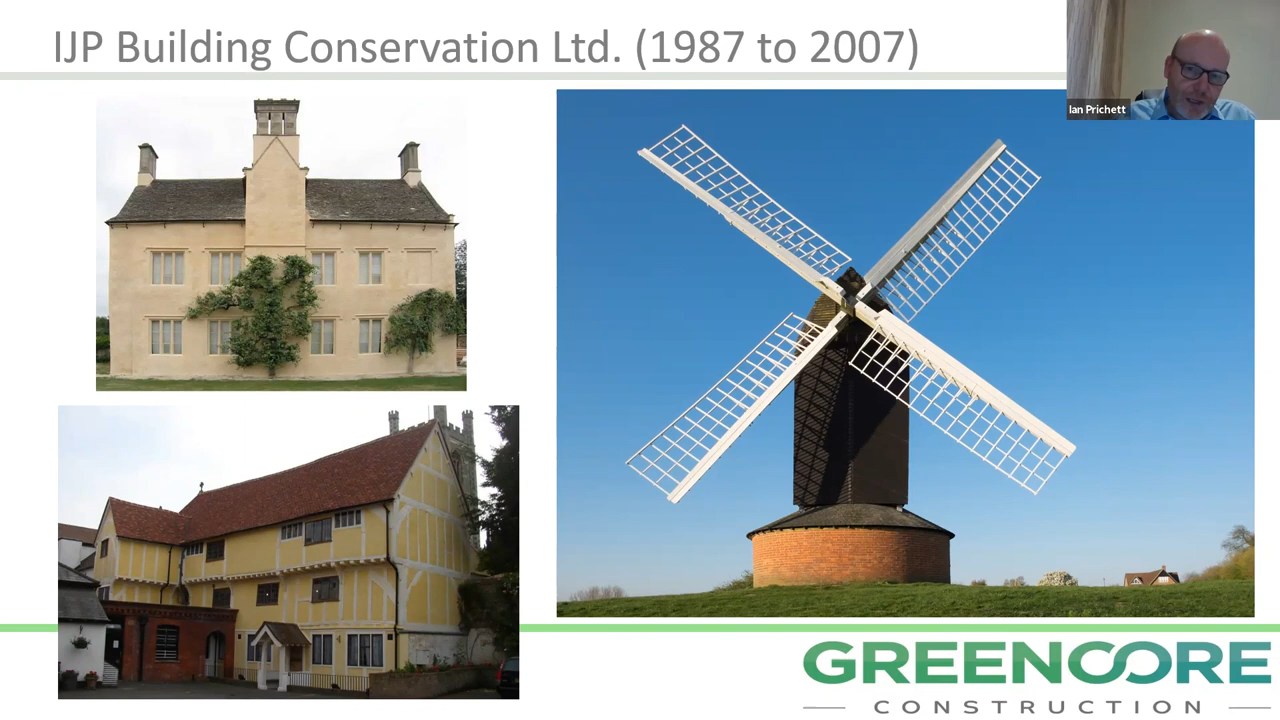 IJP Building Conservation Ltd. (1987 to 2007)
Ian Prichett
GREENCORE
CONSTRUCTION